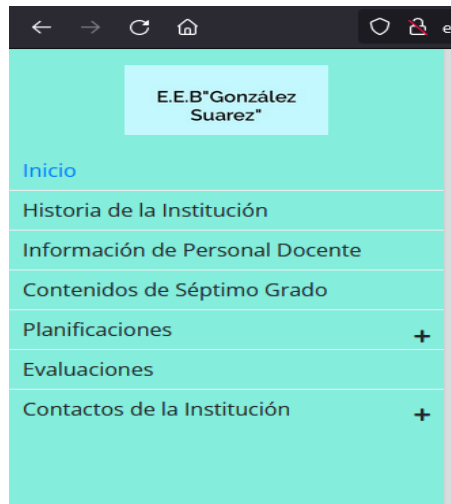 e
E.E.B"González
Suarez"
Inicio
Historia de la Institución
Información de Personal Docente
Contenidos de Séptimo Grado
Planificaciones +
Evaluaciones
Contactos de la Institución +